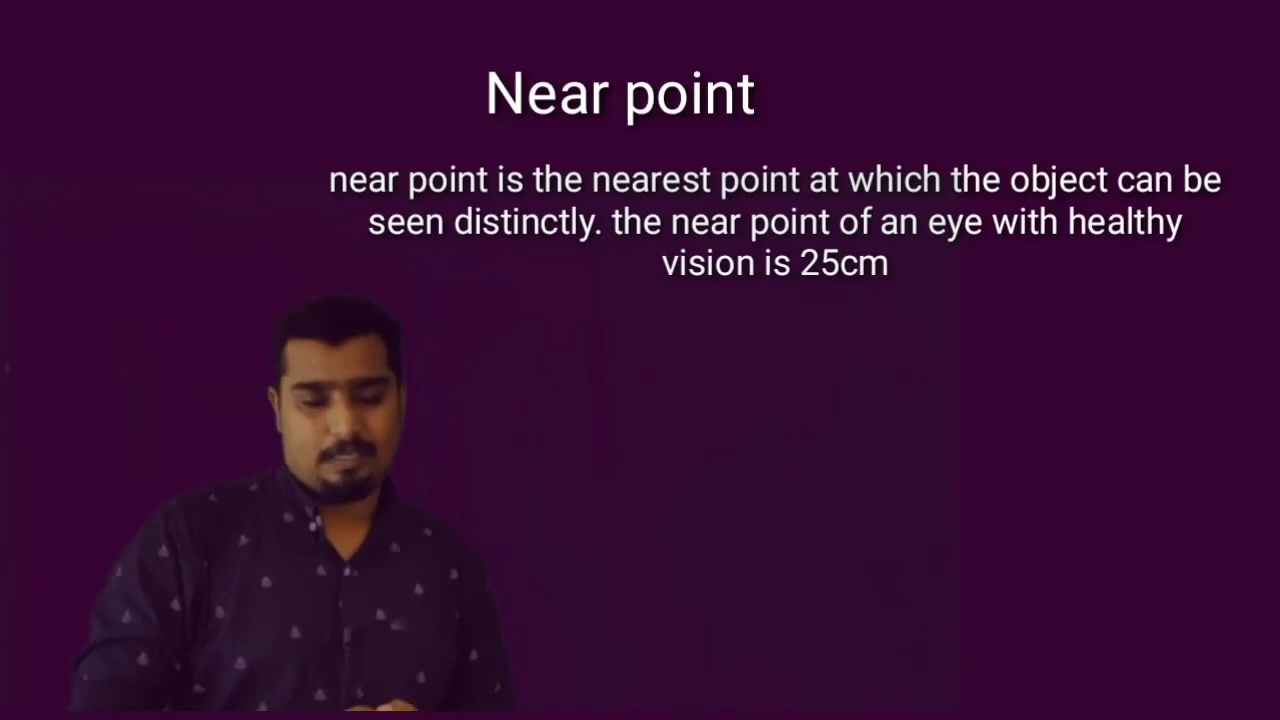 Near point
near point is the nearest point at which the object can be
seen distinctly. the near point of an eye with healthy
vision is 25cm